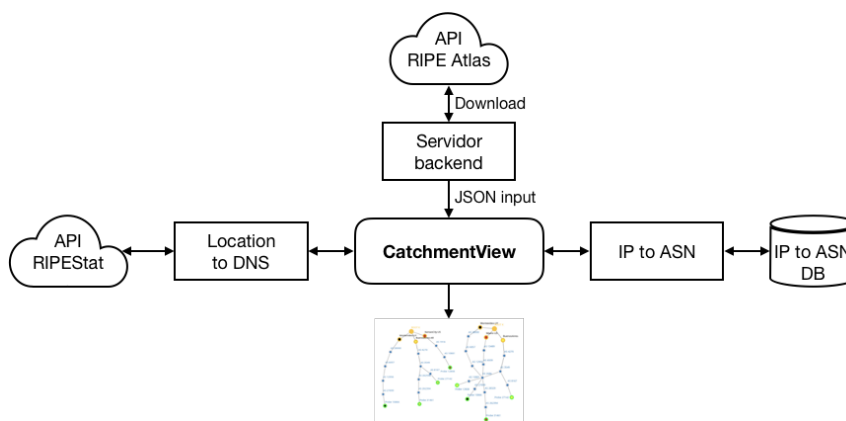 API
RIPE Atlas
Download
Servidor
backend
JSON input
API
RIPEStat
Location
to DNS
CatchmentView
IP to ASN
IP to ASN
DB